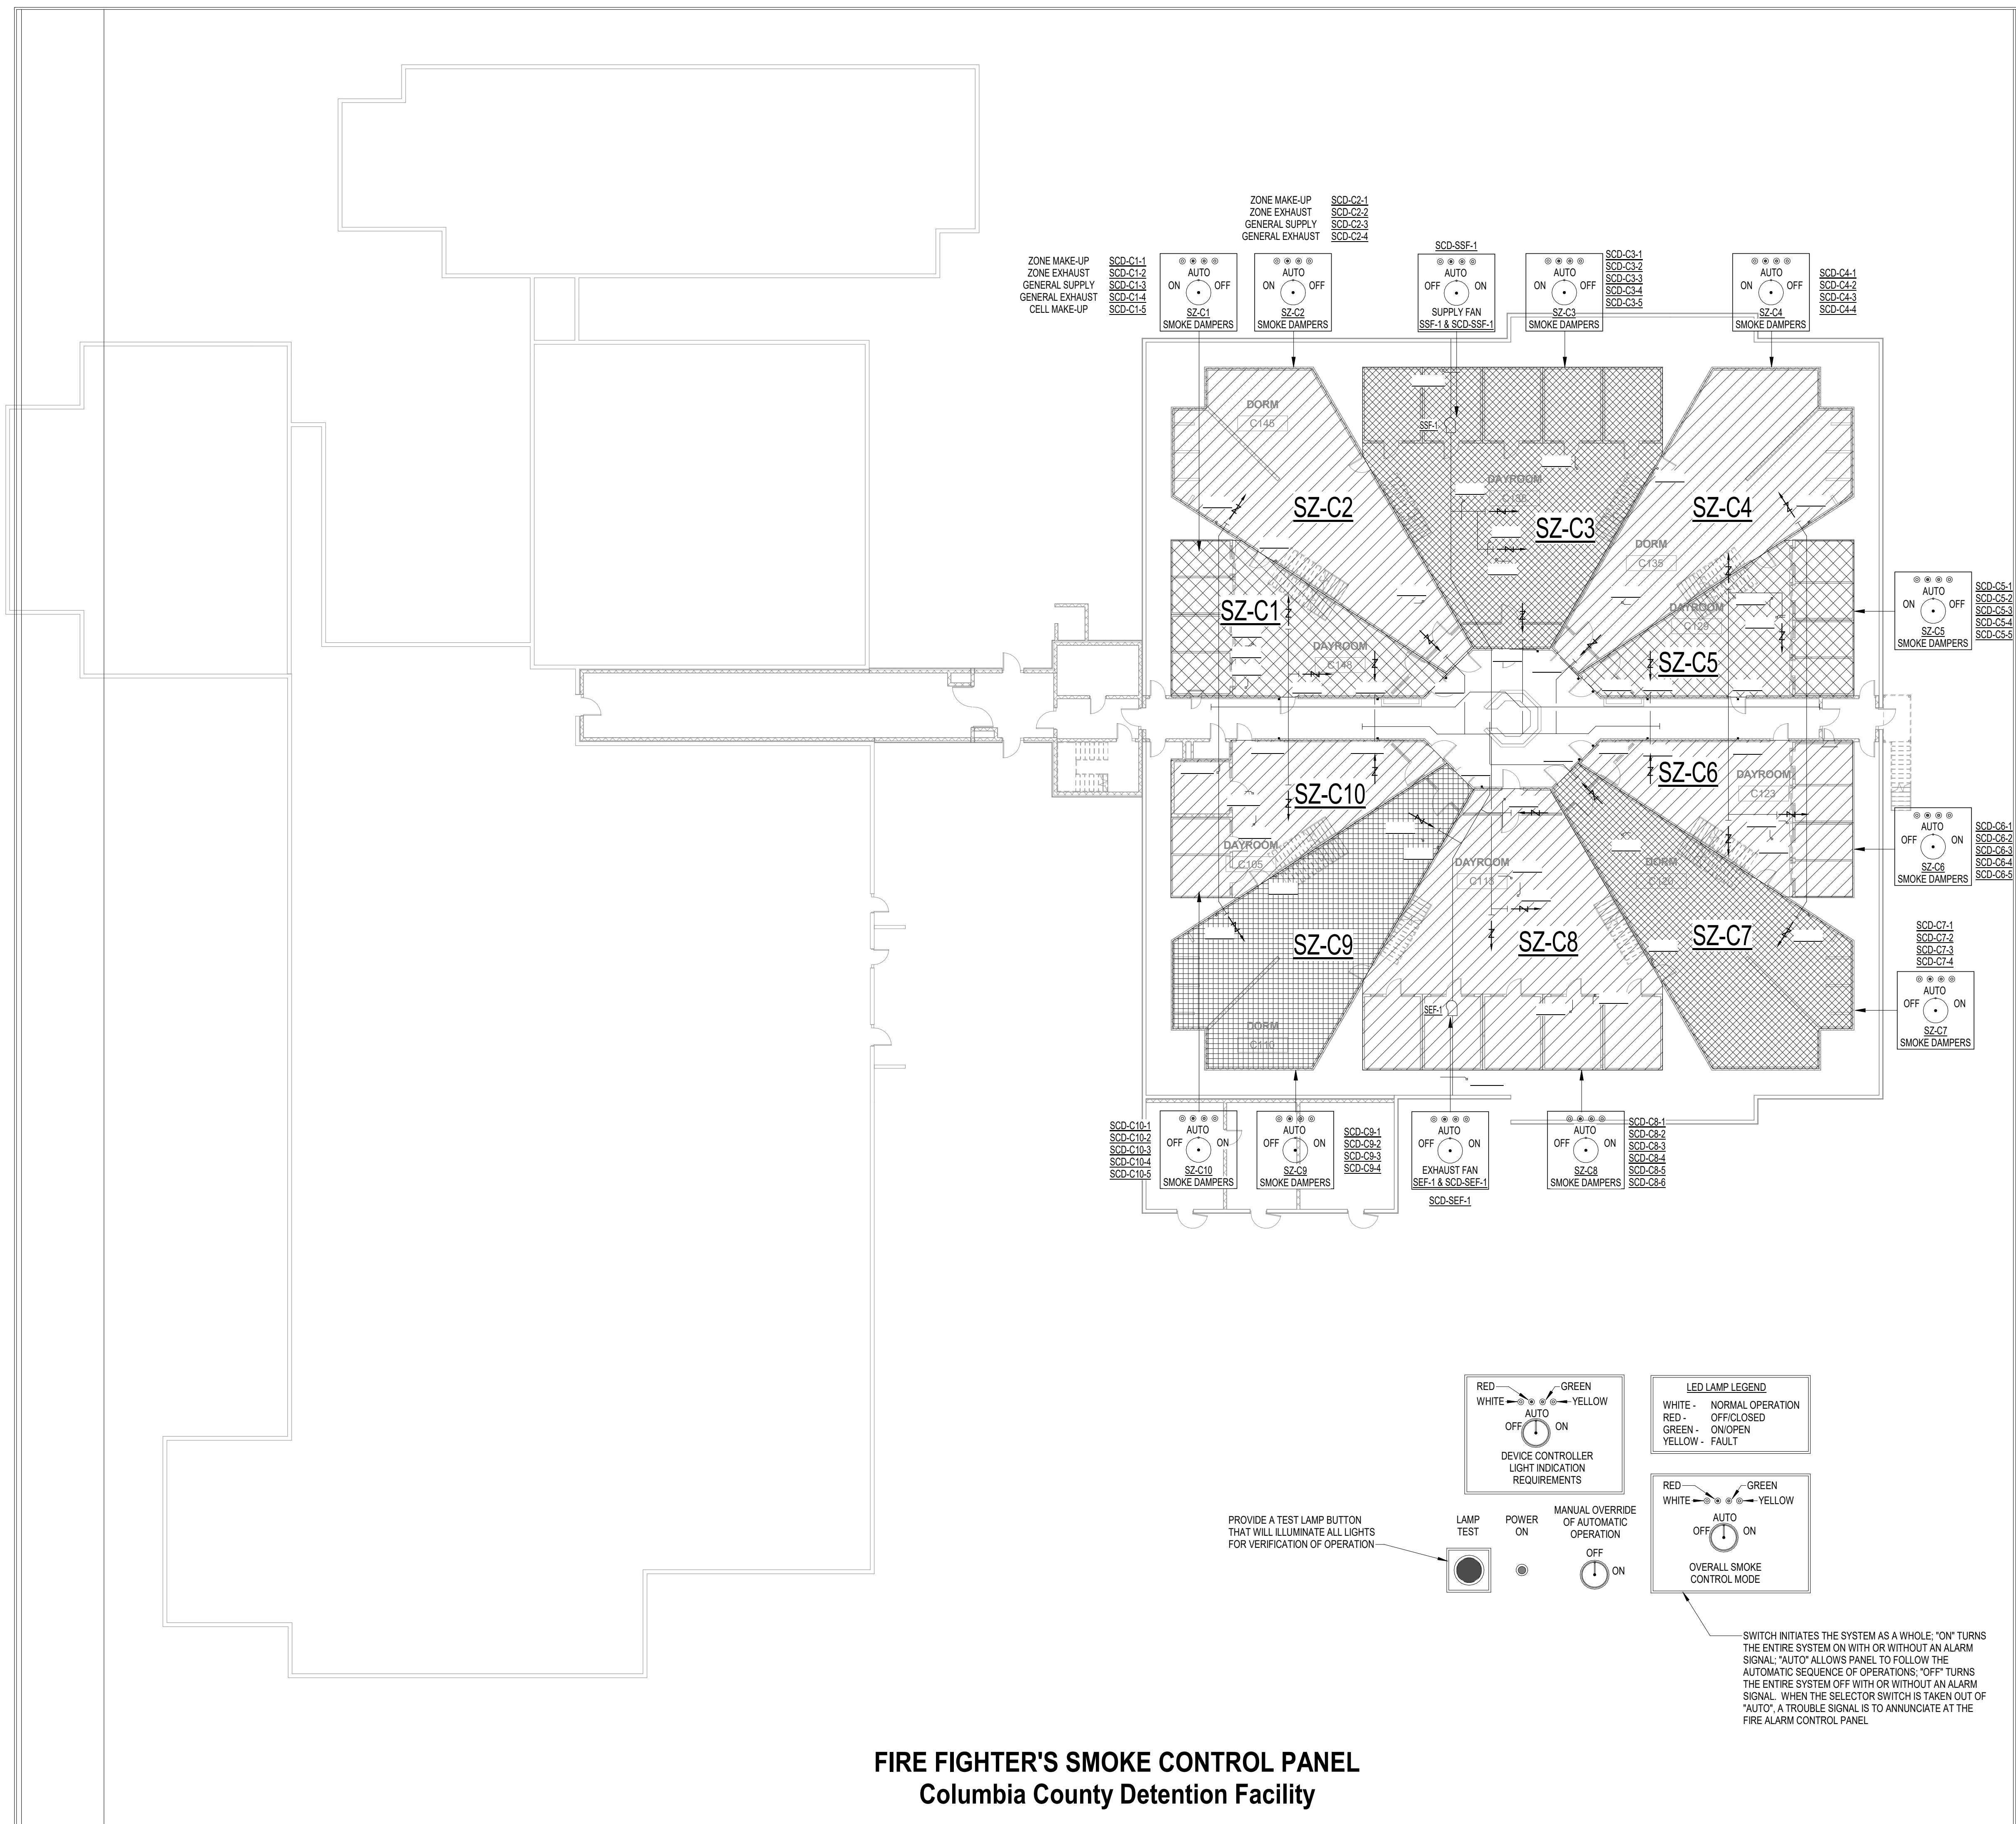 ZONE MAKE-UP SCD-C2-1
ZONE EXHAUST SCD-C2-2
GENERAL SUPPLY SCD-C2-3
GENERAL EXHAUST SCD-C2-4
ZONE MAKE-UP SCD-C1-1
ZONE EXHAUST SCD-C1-2
GENERAL SUPPLY SCD-C1-3
GENERAL EXHAUST SCD-C1-4
CELL MAKE-UP SCD-C1-5
AUTO
ON OFF
SZ-C1
SMOKE DAMPERS
AUTO
ON OFF
SZ-C2
SMOKE DAMPERS
SCD-SSF-1
AUTO
OFF ON
SUPPLY FAN
SSF-1 & SCD-SSF-1
AUTO
ON OFF
SZ-C3
SMOKE DAMPERS
SCD-C3-1
SCD-C3-2
SCD-C3-3
SCD-C3-4
SCD-C3-5
AUTO
ON OFF
SZ-C4
SMOKE DAMPERS
SCD-C4-1
SCD-C4-2
SCD-C4-3
SCD-C4-4
DORM
C145
SSF-1
DAYROOM
C138
SZ-C2
SZ-C3
SZ-C4
DORM
C135
SZ-C1
DAYROOM
C148
DAYROOM
C129
SZ-C5
AUTO
ON OFF
SZ-C5
SMOKE DAMPERS
SCD-C5-1
SCD-C5-2
SCD-C5-3
SCD-C5-4
SCD-C5-5
SZ-C10
SZ-C6
DAYROOM
C123
AUTO
OFF ON
SZ-C6
SMOKE DAMPERS
SCD-C6-1
SCD-C6-2
SCD-C6-3
SCD-C6-4
SCD-C6-5
DAYROOM
C105
DAYROOM
C113
DORM
C120
SZ-C9
SZ-C8
SZ-C7
SCD-C7-1
SCD-C7-2
SCD-C7-3
SCD-C7-4
AUTO
OFF ON
SZ-C7
SMOKE DAMPERS
SEF-1
DORM
C110
SCD-C10-1
SCD-C10-2
SCD-C10-3
SCD-C10-4
SCD-C10-5
AUTO
OFF ON
SZ-C10
SMOKE DAMPERS
AUTO
OFF ON
SZ-C9
SMOKE DAMPERS
SCD-C9-1
SCD-C9-2
SCD-C9-3
SCD-C9-4
AUTO
OFF ON
EXHAUST FAN
SEF-1 & SCD-SEF-1
SCD-SEF-1
AUTO
OFF ON
SZ-C8
SMOKE DAMPERS
SCD-C8-1
SCD-C8-2
SCD-C8-3
SCD-C8-4
SCD-C8-5
SCD-C8-6
RED GREEN
WHITE YELLOW
AUTO
OFF ON
DEVICE CONTROLLER
LIGHT INDICATION
REQUIREMENTS
LED LAMP LEGEND
WHITE - NORMAL OPERATION
RED - OFF/CLOSED
GREEN - ON/OPEN
YELLOW - FAULT
PROVIDE A TEST LAMP BUTTON
THAT WILL ILLUMINATE ALL LIGHTS
FOR VERIFICATION OF OPERATION
LAMP
TEST
POWER
ON
MANUAL OVERRIDE
OF AUTOMATIC
OPERATION
OFF
ON
RED GREEN
WHITE YELLOW
AUTO
OFF ON
OVERALL SMOKE
CONTROL MODE
SWITCH INITIATES THE SYSTEM AS A WHOLE; "ON" TURNS
THE ENTIRE SYSTEM ON WITH OR WITHOUT AN ALARM
SIGNAL; "AUTO" ALLOWS PANEL TO FOLLOW THE
AUTOMATIC SEQUENCE OF OPERATIONS; "OFF" TURNS
THE ENTIRE SYSTEM OFF WITH OR WITHOUT AN ALARM
SIGNAL. WHEN THE SELECTOR SWITCH IS TAKEN OUT OF
"AUTO", A TROUBLE SIGNAL IS TO ANNUNCIATE AT THE
FIRE ALARM CONTROL PANEL
FIRE FIGHTER'S SMOKE CONTROL PANEL
Columbia County Detention Facility